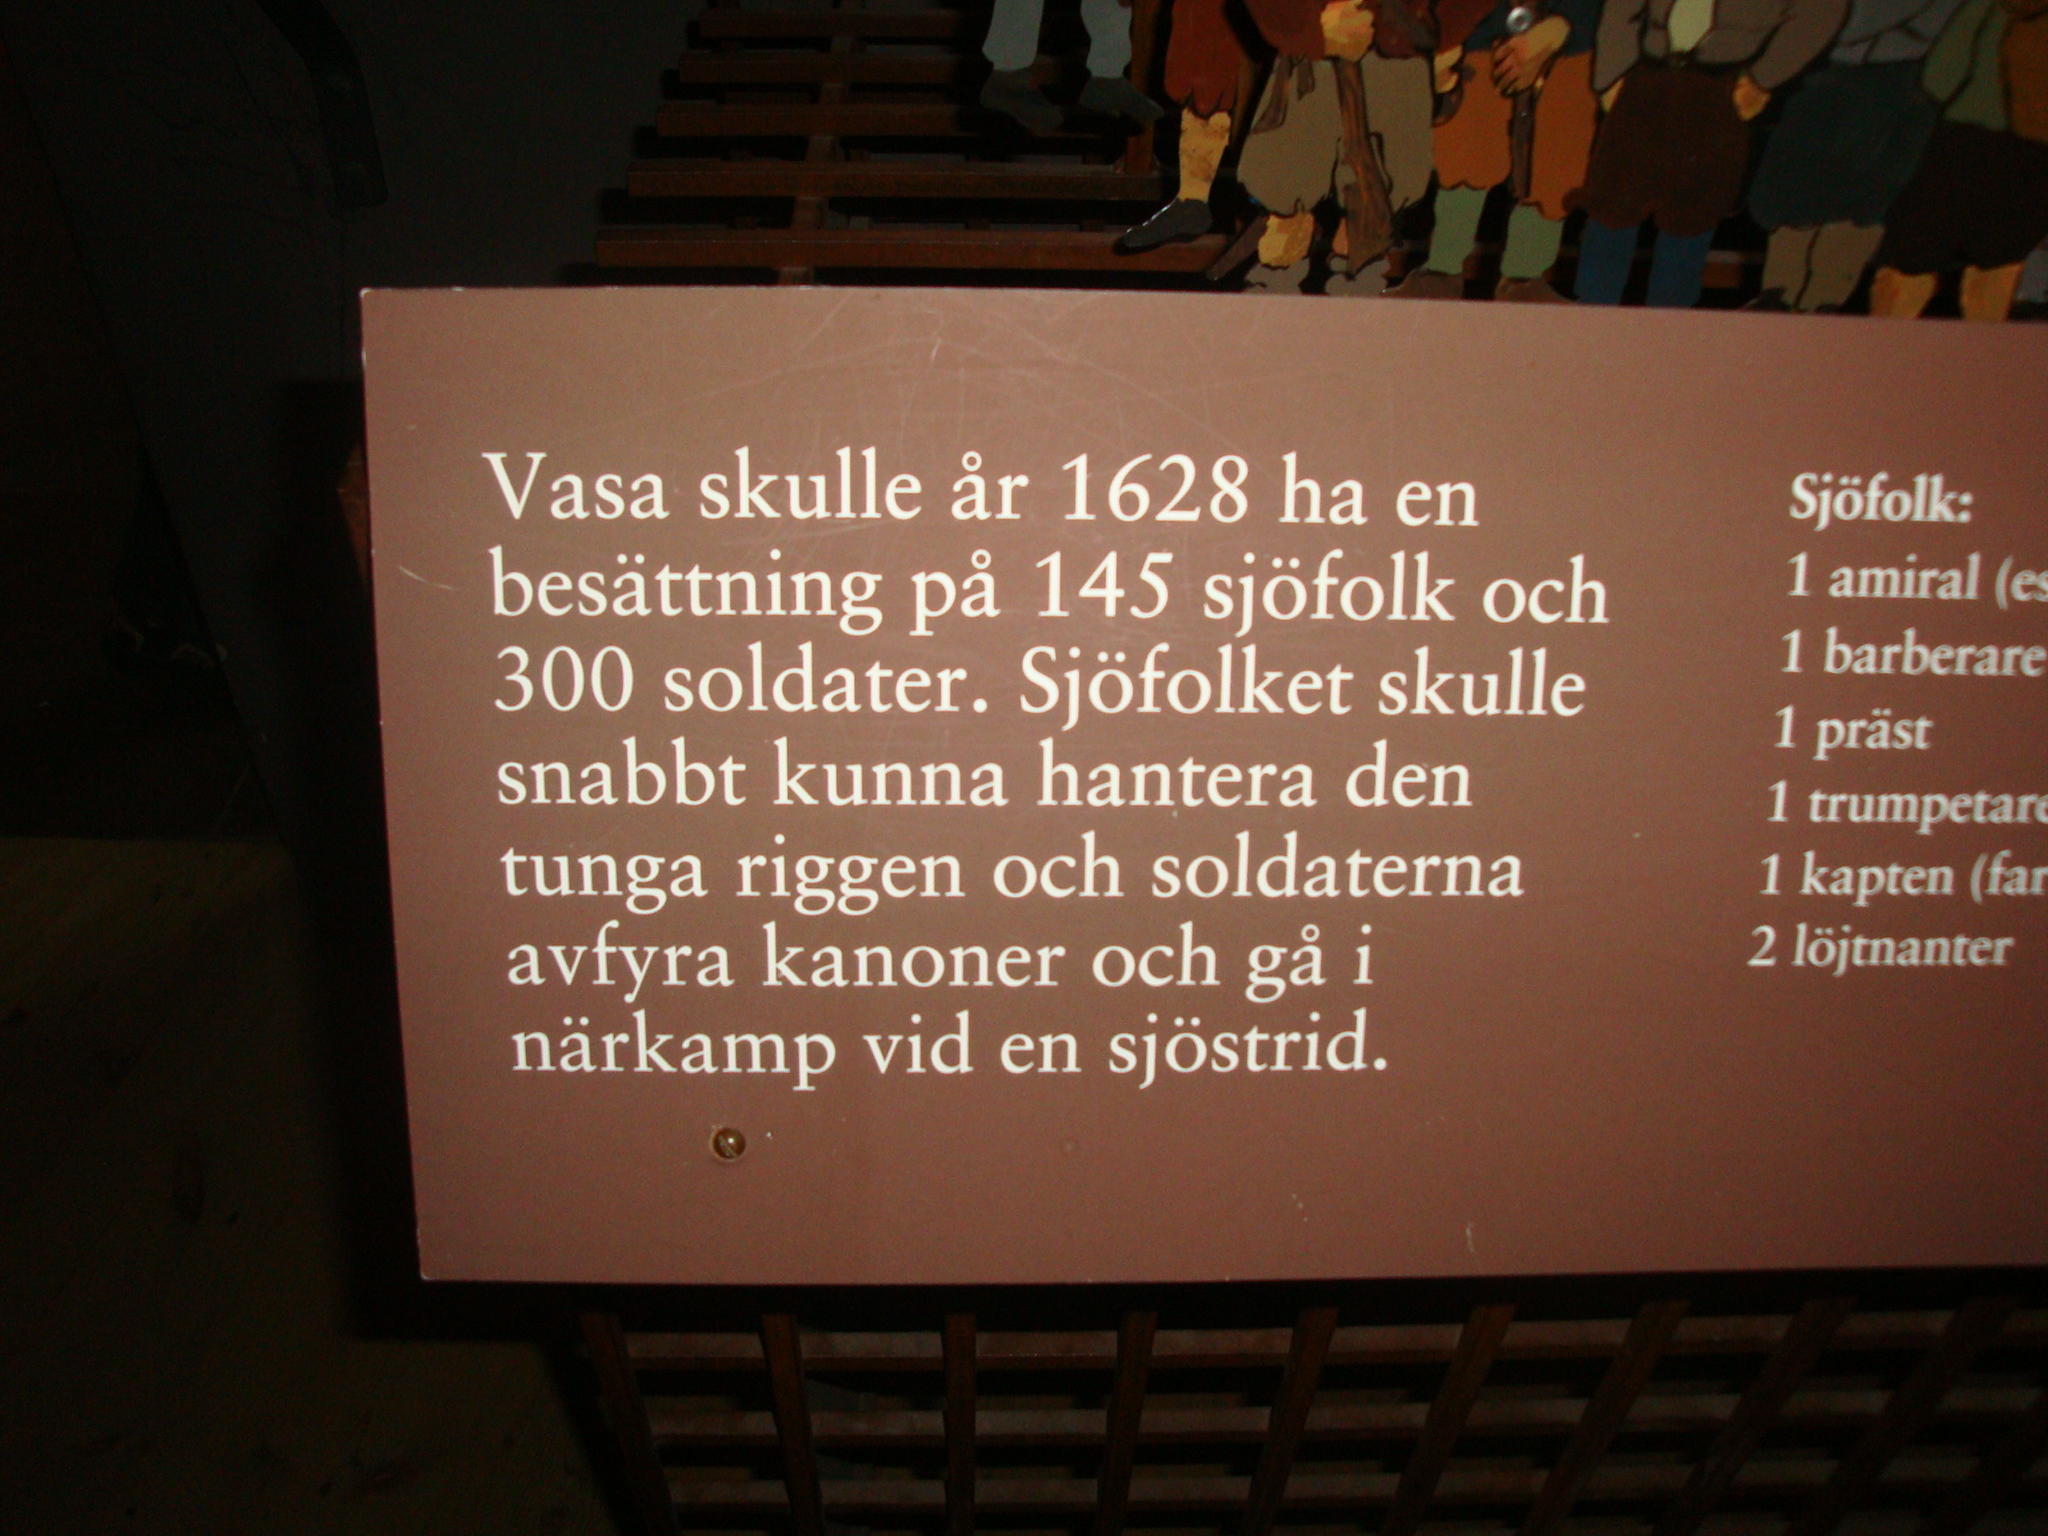 Vasa skulle år 1628 ha en
besättning på 145 sjöfolk och
300 soldater. Sjöfolket skulle
snabbt kunna hantera den
tunga riggen och soldaterna
avfyra kanoner och gå i
närkamp vid en sjöstrid.
Sjöfolk:
1 amiral
1 barberare
1 präst
1 trumpetare
1 kapten
2 löjtnanter